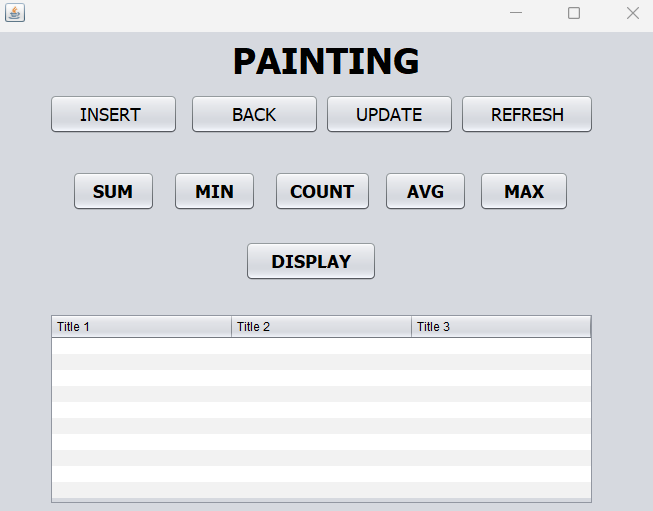 PAINTING
INSERT BACK UPDATE REFRESH
SUM MIN COUNT AVG MAX
DISPLAY
Title 1 Title 2 Title 3